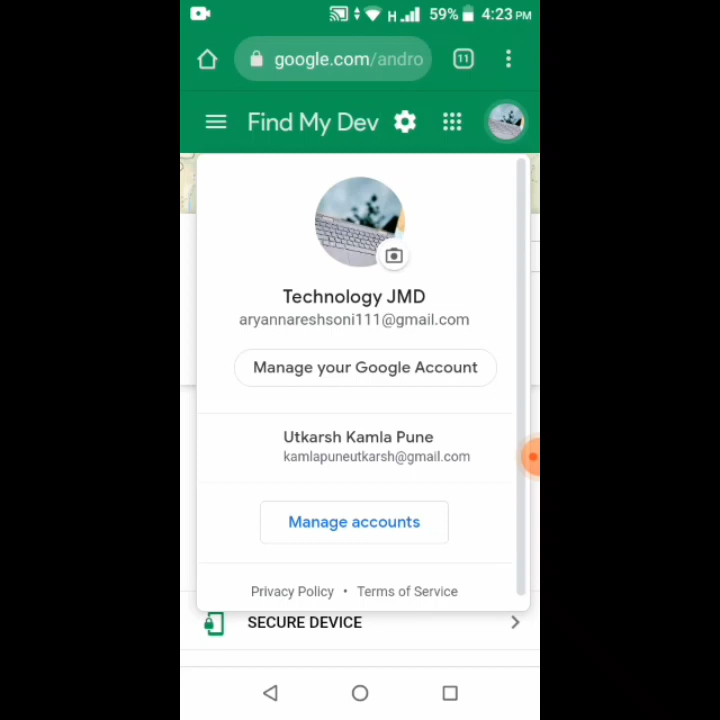 H 59% 4:23 PM
google.com/andro 11
Find My Dev
Technology JMD
aryannareshsoni111@gmail.com
Manage your Google Account
Utkarsh Kamla Pune
kamlapuneutkarsh@gmail.com
Manage accounts
Privacy Policy • Terms of Service
SECURE DEVICE